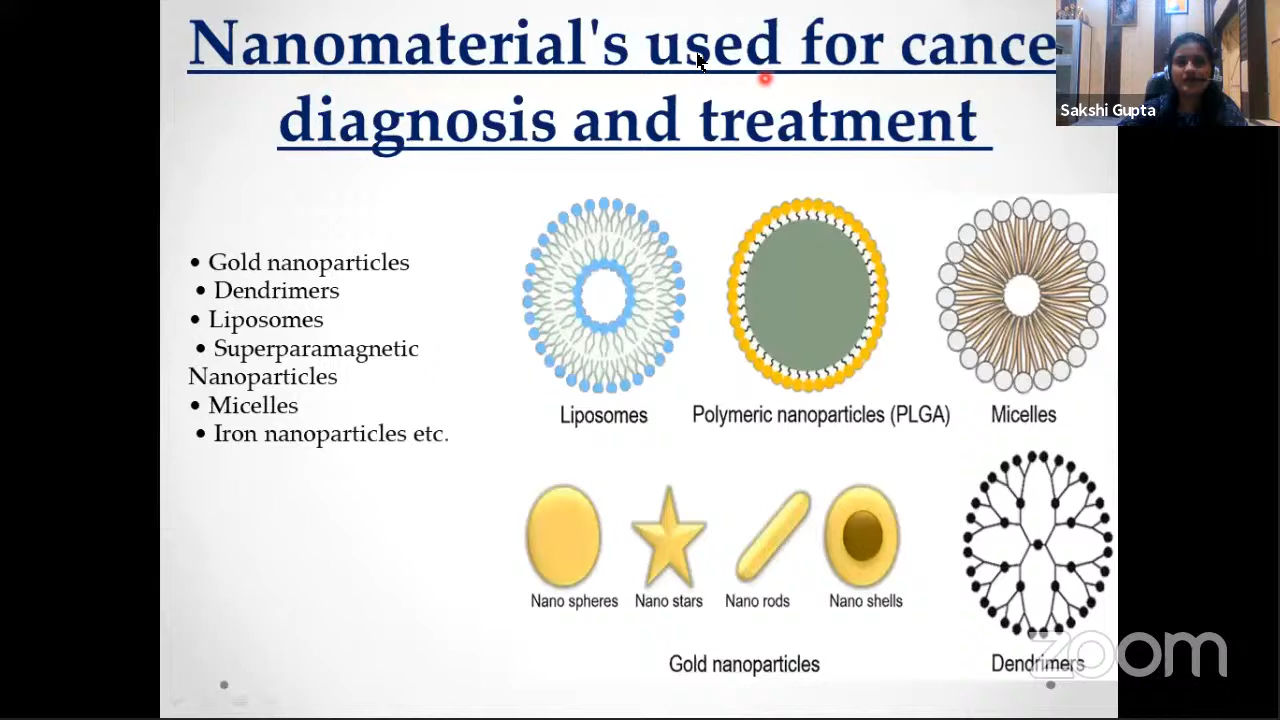 Nanomaterial's used for cance
diagnosis and treatment
Sakshi Gupta
• Gold nanoparticles
• Dendrimers
• Liposomes
• Superparamagnetic
Nanoparticles
• Micelles
• Iron nanoparticles etc.
Liposomes
Polymeric nanoparticles (PLGA)
Micelles
Nano spheres
Nano stars
Nano rods
Nano shells
Gold nanoparticles
Dendrimers
zoom